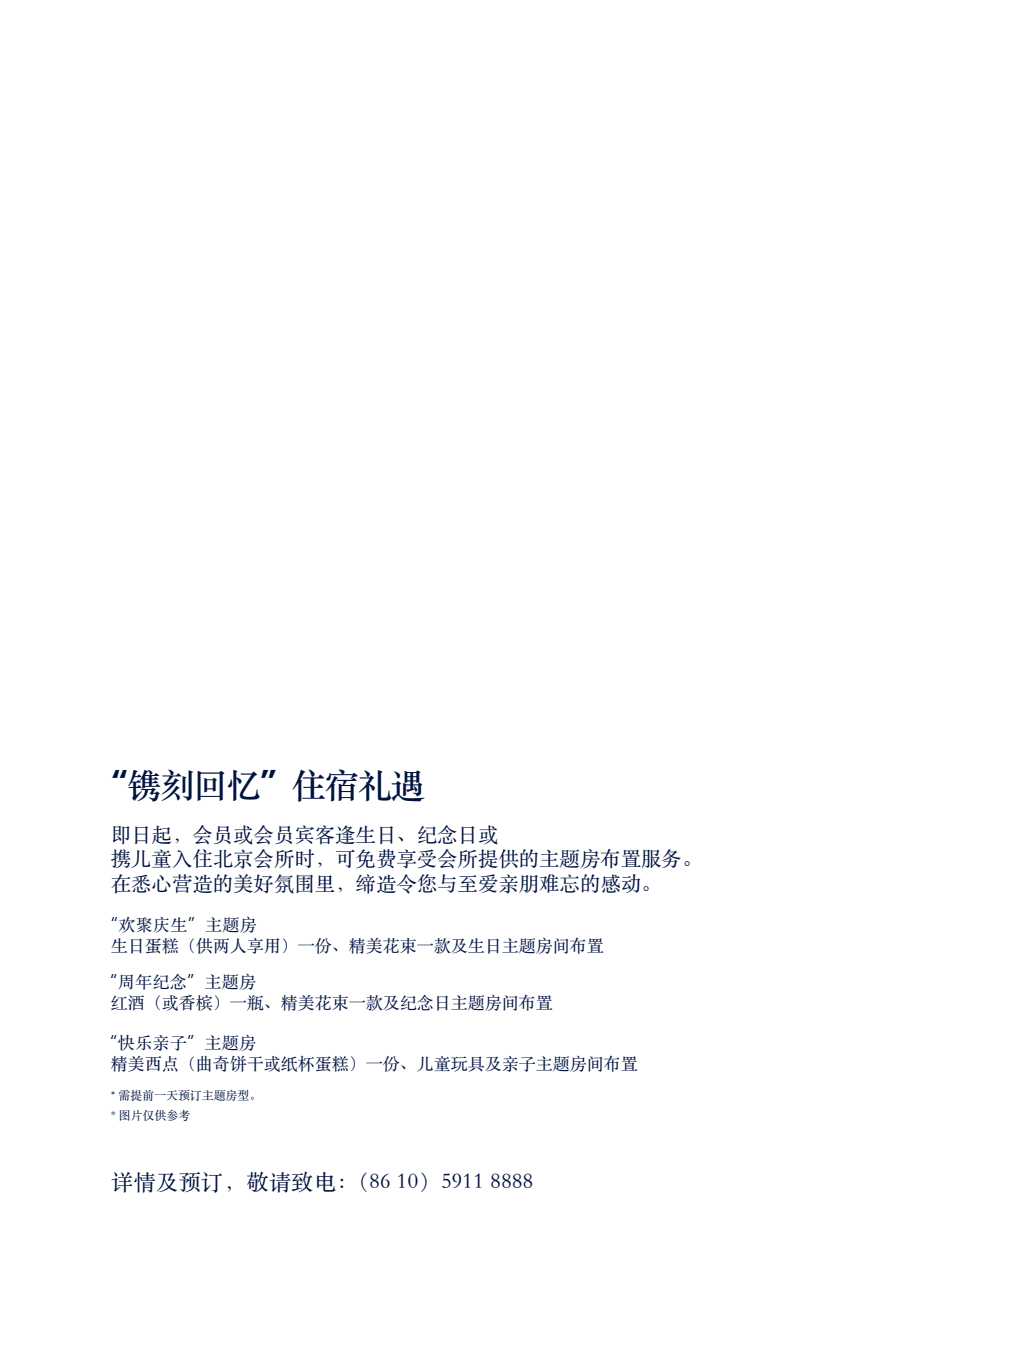 “镌刻回忆” 住宿礼遇
即日起，会员或会员宾客逢生日、纪念日或
携儿童入住北京会所时，可免费享受会所提供的主题房布置服务。
在悉心营造的美好氛围里，缔造令您与至爱亲朋难忘的感动。
“欢聚庆生” 主题房
生日蛋糕（供两人享用）一份、精美花束一款及生日主题房间布置
“周年纪念” 主题房
红酒（或香槟）一瓶、精美花束一款及纪念日主题房间布置
“快乐亲子” 主题房
精美西点（曲奇饼干或纸杯蛋糕）一份、儿童玩具及亲子主题房间布置
* 需提前一天预订主题房型。
* 图片仅供参考
详情及预订，敬请致电：（86 10）5911 8888